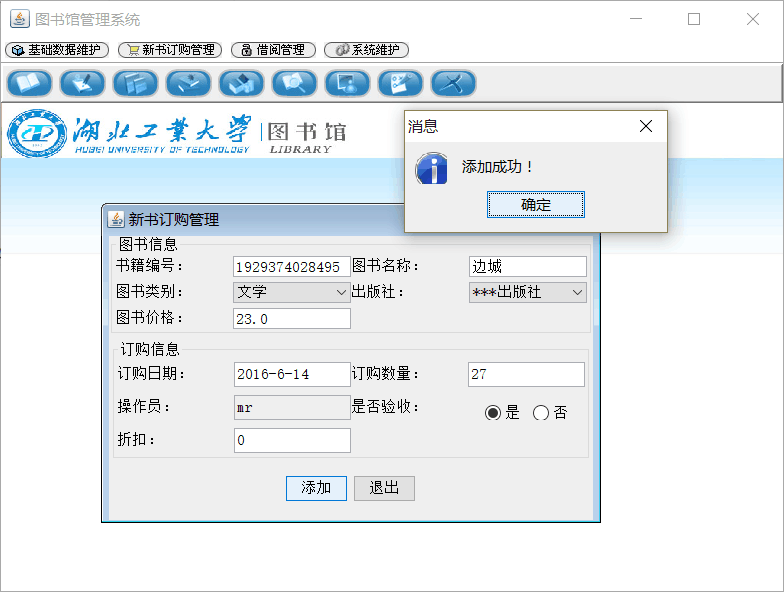 图书馆管理系统
基础数据维护 新书订购管理 借阅管理 系统维护
湖北工業大學 图书馆
HUBEI UNIVERSITY OF TECHNOLOGY LIBRARY
消息
添加成功！
确定
新书订购管理
图书信息
书籍编号： 1929374028495 图书名称： 边城
图书类别： 文学 出版社： ***出版社
图书价格： 23.0
订购信息
订购日期： 2016-6-14 订购数量： 27
操作员： mr 是否验收： 是 否
折扣： 0
添加 退出